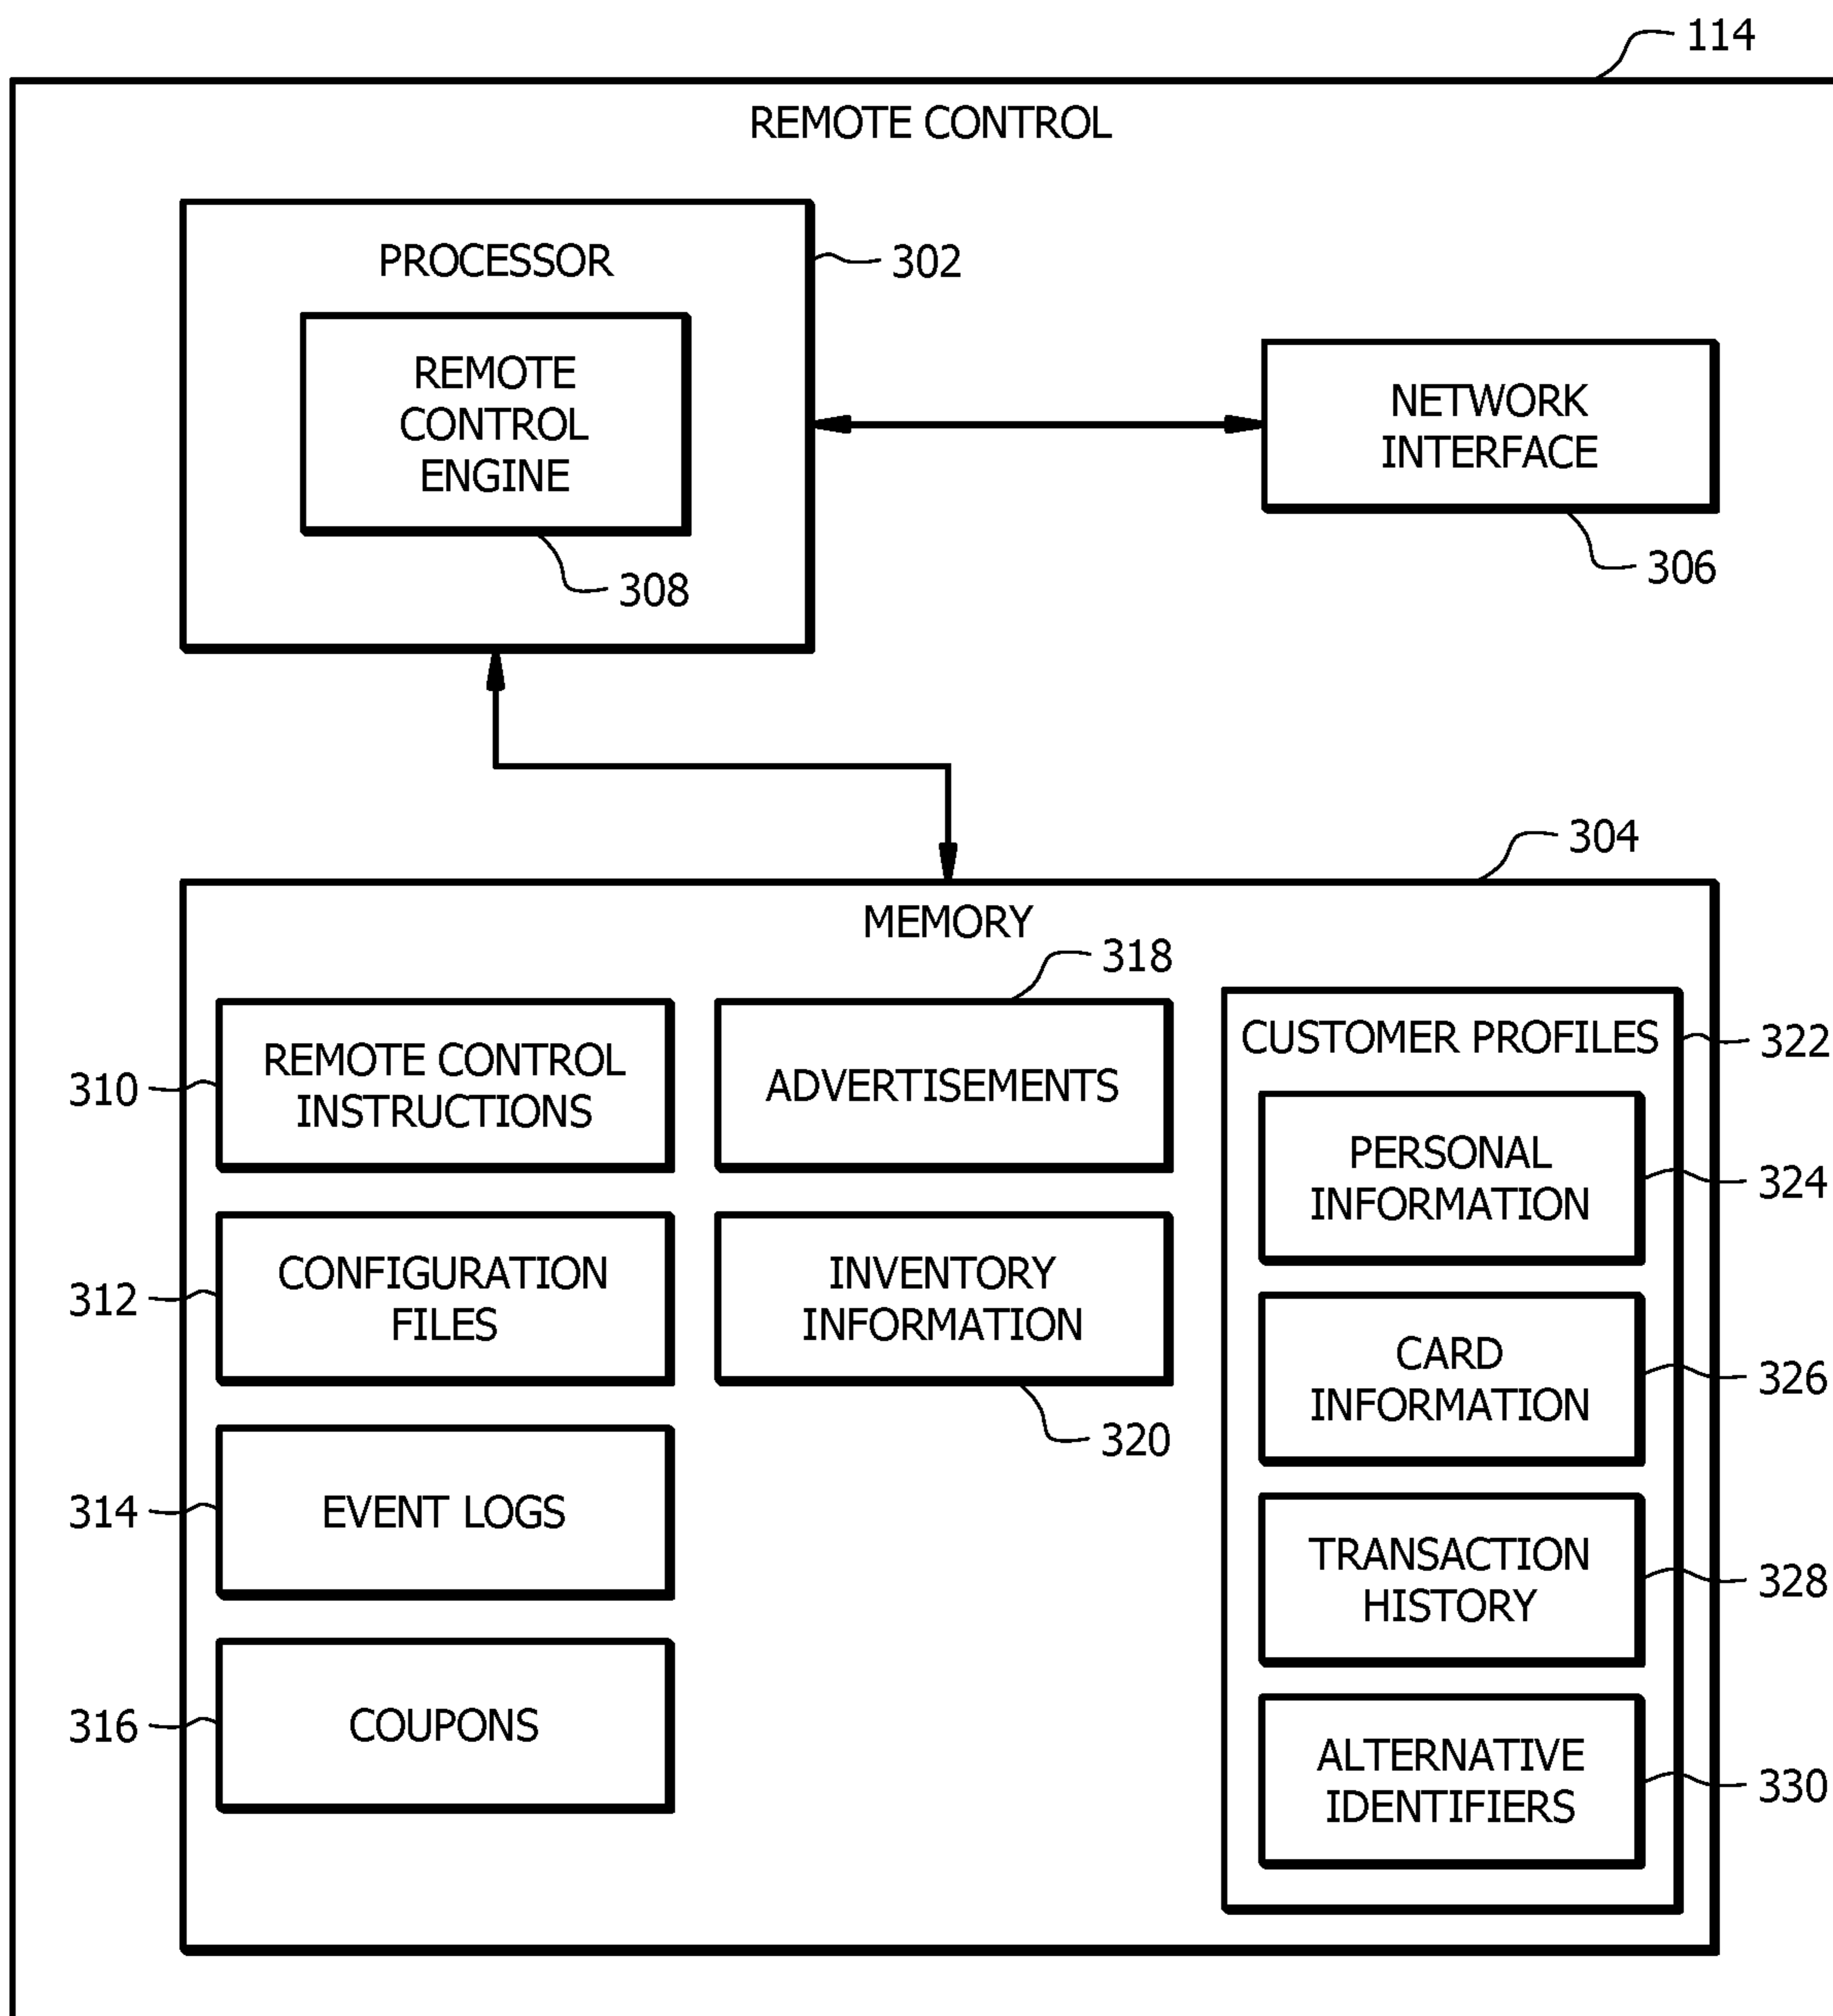 114
REMOTE CONTROL
PROCESSOR
302
REMOTE
CONTROL
ENGINE
308
NETWORK
INTERFACE
306
304
MEMORY
318
310
REMOTE CONTROL
INSTRUCTIONS
ADVERTISEMENTS
312
CONFIGURATION
FILES
INVENTORY
INFORMATION
320
314
EVENT LOGS
316
COUPONS
CUSTOMER PROFILES
322
PERSONAL
INFORMATION
324
CARD
INFORMATION
326
TRANSACTION
HISTORY
328
ALTERNATIVE
IDENTIFIERS
330